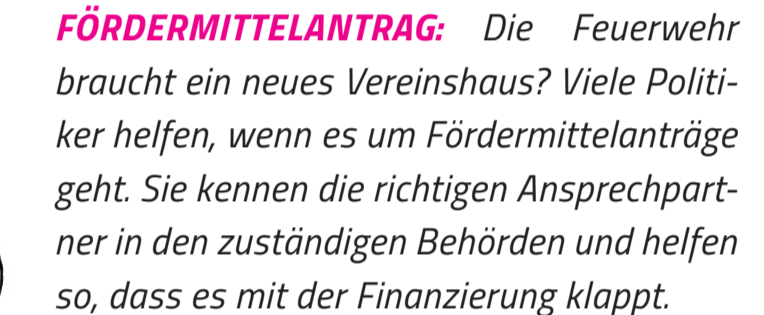 FÖRDERMITTELANTRAG: Die Feuerwehr
braucht ein neues Vereinshaus? Viele Politi-
ker helfen, wenn es um Fördermittelanträge
geht. Sie kennen die richtigen Ansprechpart-
ner in den zuständigen Behörden und helfen
so, dass es mit der Finanzierung klappt.